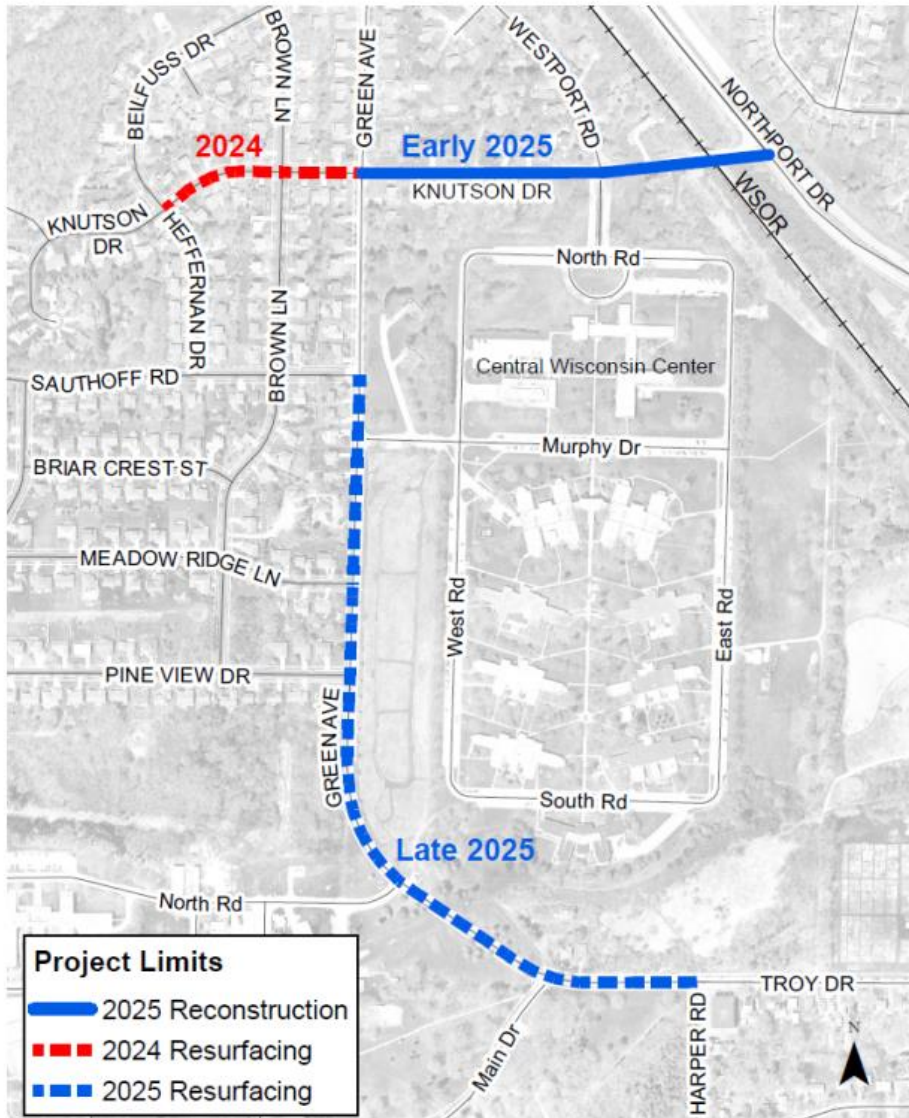 BEILFUSS DR
BROWN LN
GREEN AVE
WESTPORT RD
NORTHPORT DR
2024
Early 2025
KNUTSON DR
WSOR
KNUTSON
DR
HEFFERNAN DR
North Rd
BROWN LN
SAUTHOFF RD
Central Wisconsin Center
Murphy Dr
BRIAR CREST ST
MEADOW RIDGE LN
West Rd
East Rd
PINE VIEW DR
GREEN AVE
South Rd
Late 2025
North Rd
Project Limits
2025 Reconstruction
2024 Resurfacing
2025 Resurfacing
TROY DR
Main Dr
HARPER RD
N